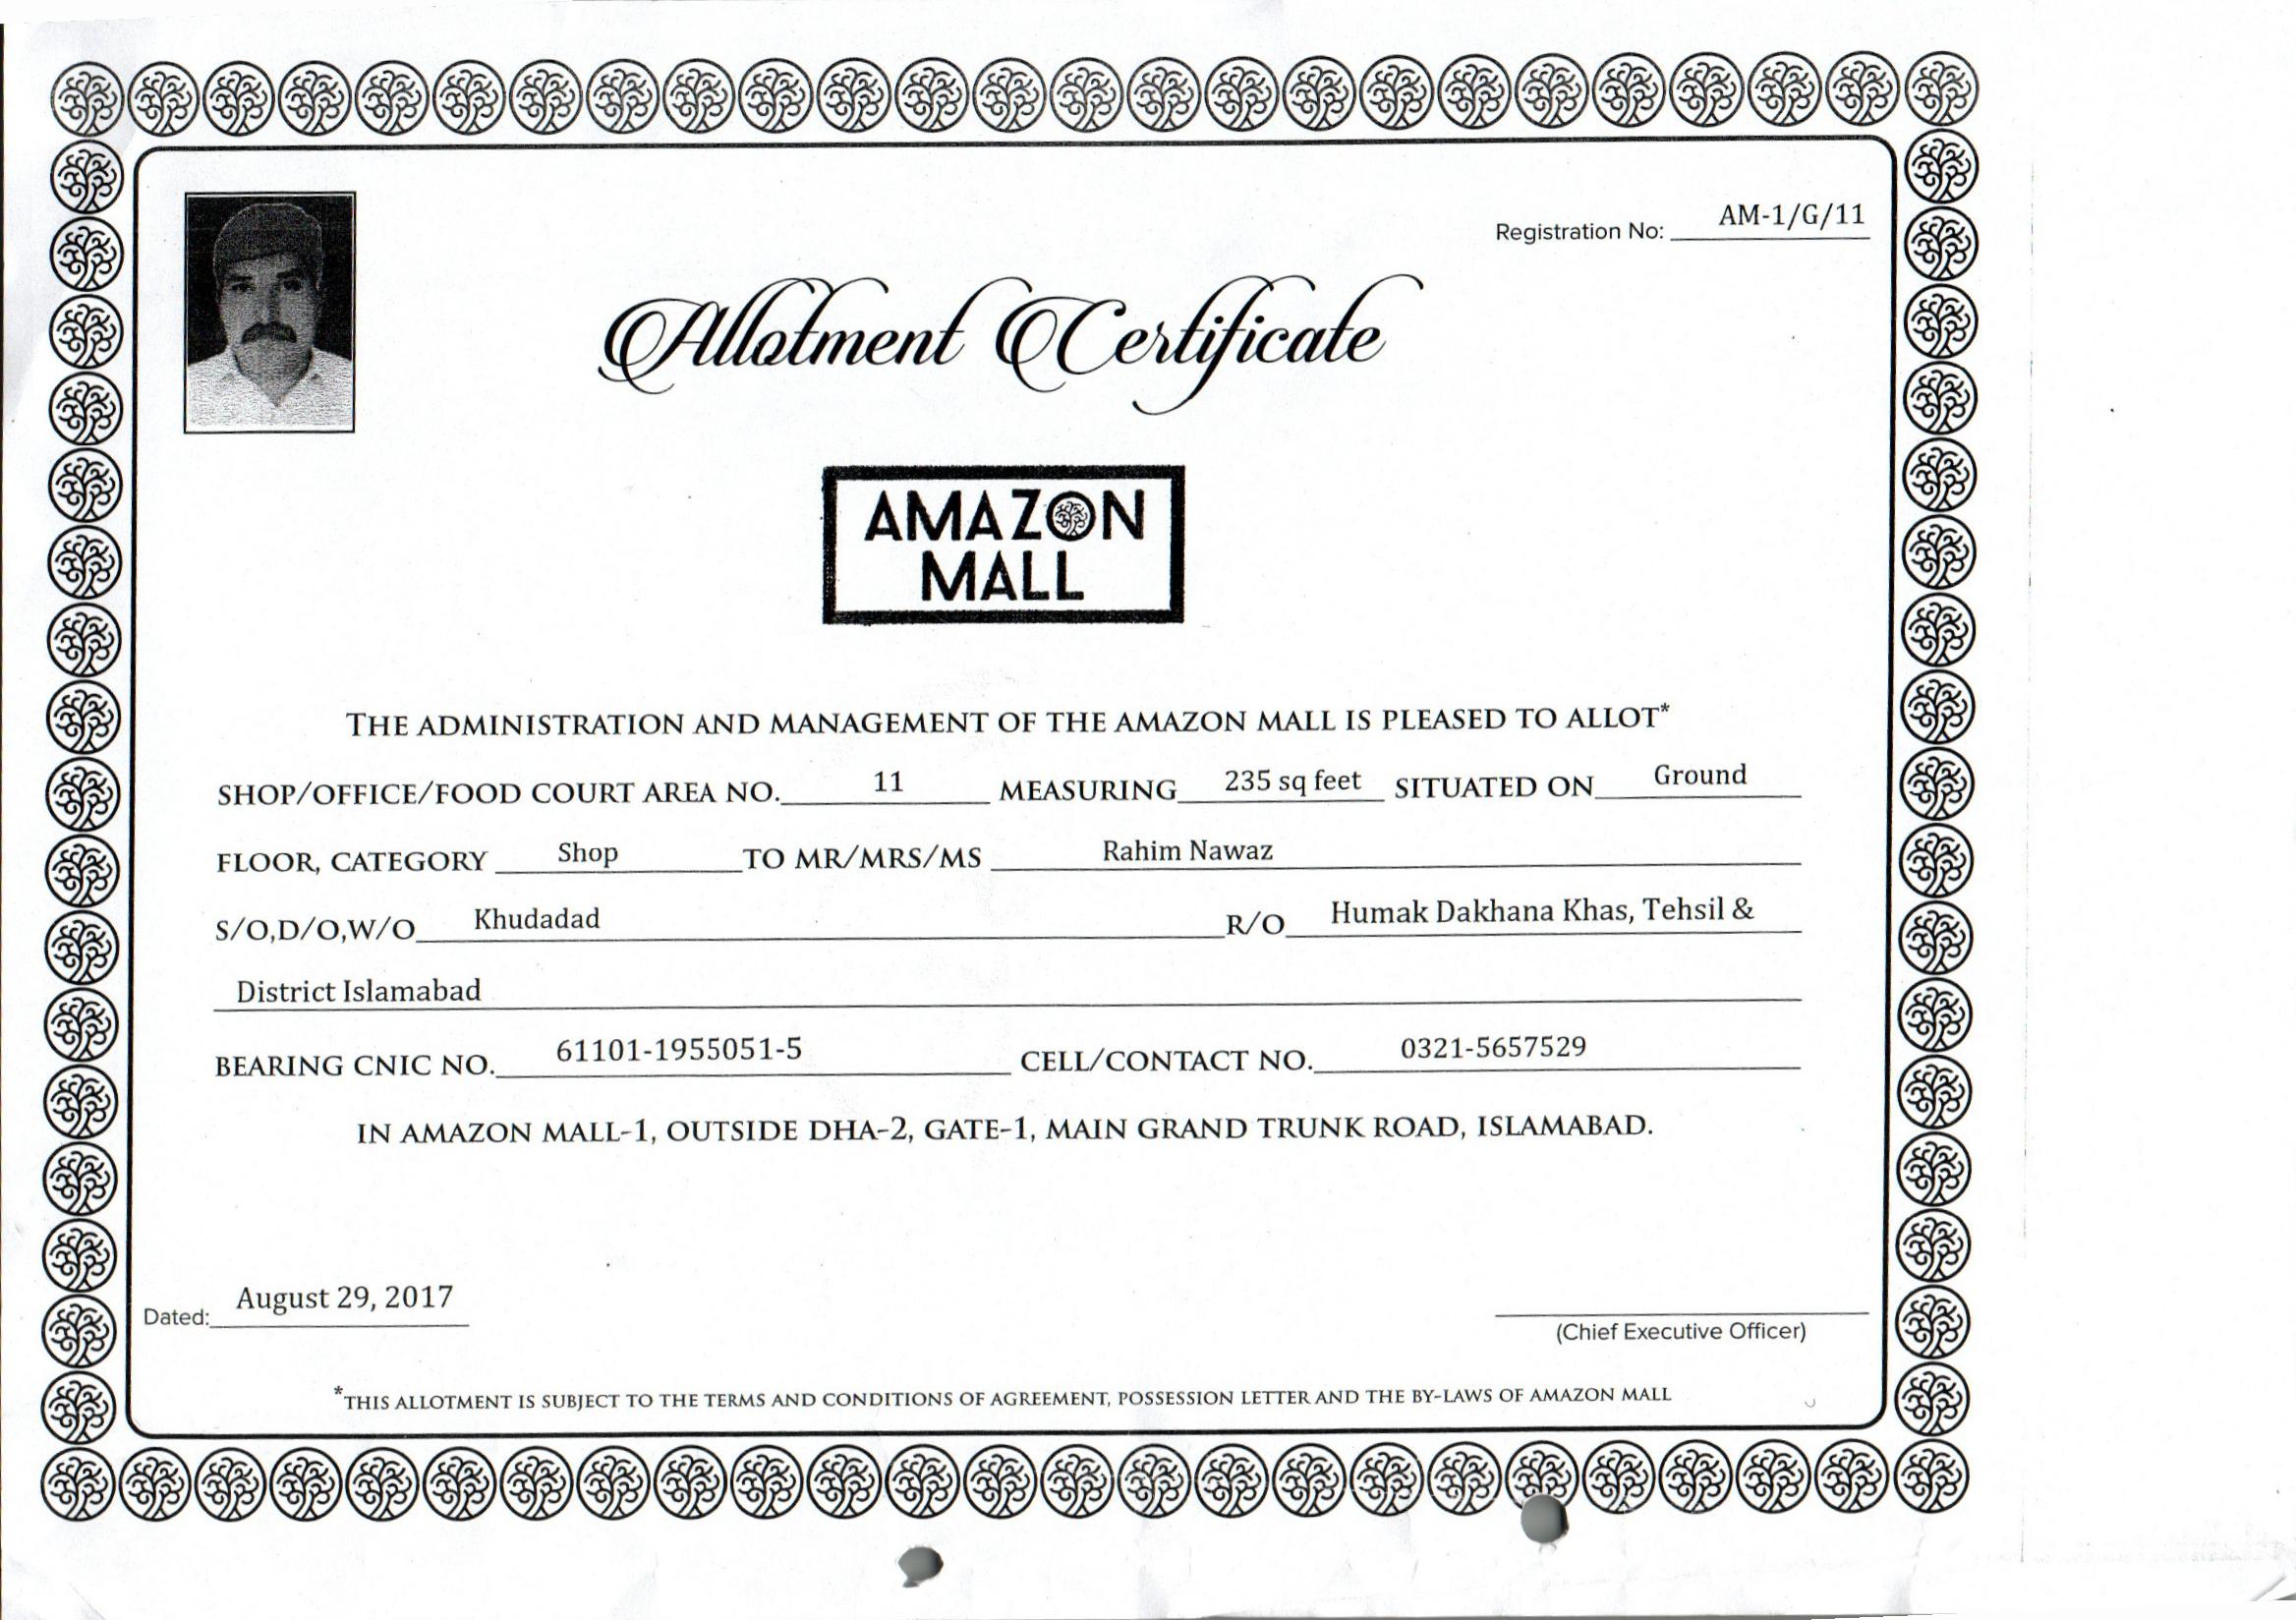 Registration No: AM-1/G/11
Allotment Certificate
AMAZON
MALL
THE ADMINISTRATION AND MANAGEMENT OF THE AMAZON MALL IS PLEASED TO ALLOT*
SHOP/OFFICE/FOOD COURT AREA NO. 11 MEASURING 235 sq feet SITUATED ON Ground
FLOOR, CATEGORY Shop TO MR/MRS/MS Rahim Nawaz
S/O,D/O,W/O Khudadad R/O Humak Dakhana Khas, Tehsil &
District Islamabad
BEARING CNIC NO. 61101-1955051-5 CELL/CONTACT NO. 0321-5657529
IN AMAZON MALL-1, OUTSIDE DHA-2, GATE-1, MAIN GRAND TRUNK ROAD, ISLAMABAD.
Dated: August 29, 2017
(Chief Executive Officer)
*THIS ALLOTMENT IS SUBJECT TO THE TERMS AND CONDITIONS OF AGREEMENT, POSSESSION LETTER AND THE BY-LAWS OF AMAZON MALL